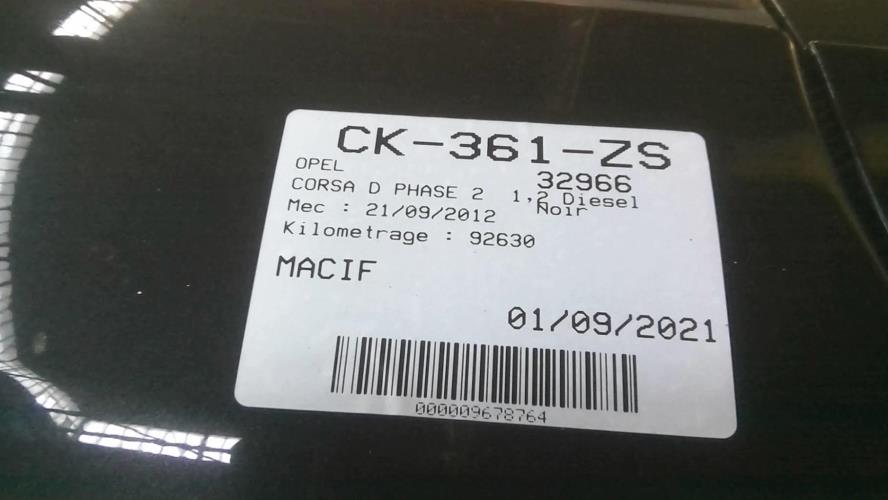 CK-361-ZS
OPEL 32966
CORSA D PHASE 2 1,2 Diesel
Mec : 21/09/2012 Noir
Kilometrage : 92630
MACIF
01/09/2021
000009678764